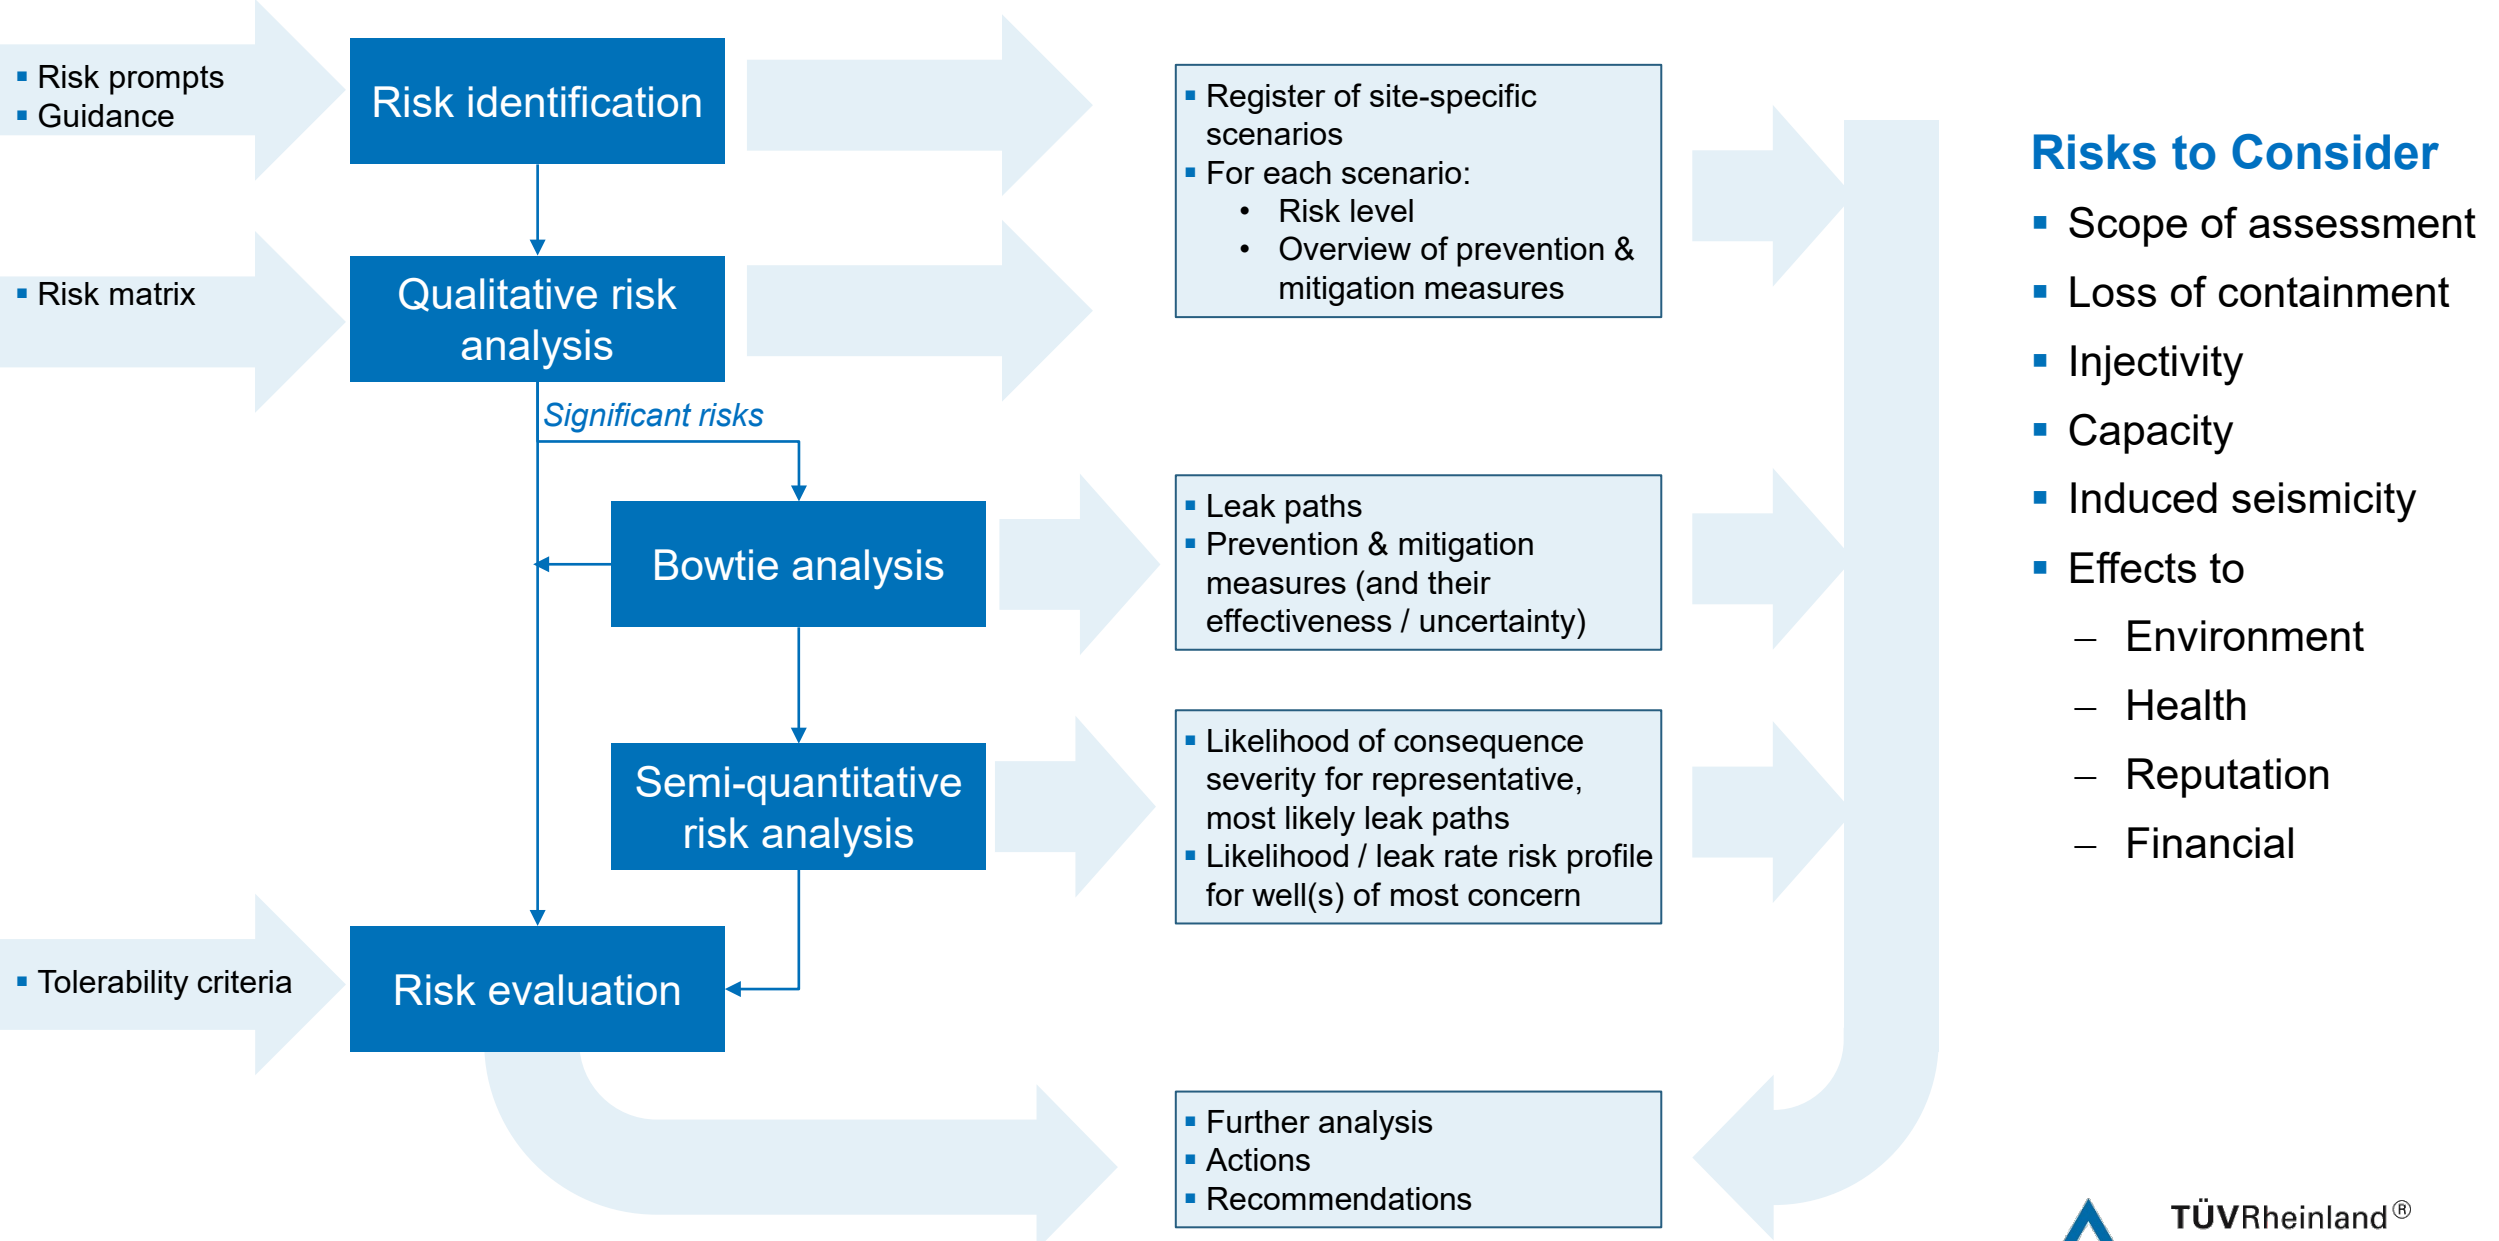 Risk prompts
Guidance
Risk identification
Risk matrix
Qualitative risk
analysis
Significant risks
Bowtie analysis
Semi-quantitative
risk analysis
Tolerability criteria
Risk evaluation
Register of site-specific
scenarios
For each scenario:
Risk level
Overview of prevention &
mitigation measures
Leak paths
Prevention & mitigation
measures (and their
effectiveness / uncertainty)
Likelihood of consequence
severity for representative,
most likely leak paths
Likelihood / leak rate risk profile
for well(s) of most concern
Further analysis
Actions
Recommendations
Risks to Consider
Scope of assessment
Loss of containment
Injectivity
Capacity
Induced seismicity
Effects to
– Environment
– Health
– Reputation
– Financial
TÜVRheinland®